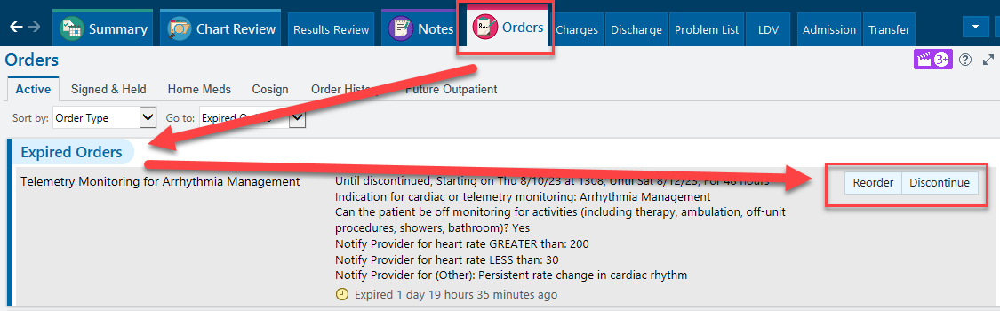 Summary Chart Review Results Review Notes Orders Charges Discharge Problem List LDV Admission Transfer
Orders
3+
Active Signed & Held Home Meds Cosign Order History Future Outpatient
Sort by: Order Type Go to: Expired Orders
Expired Orders
Telemetry Monitoring for Arrhythmia Management
Until discontinued, Starting on Thu 8/10/23 at 1308, Until Sat 8/12/23, For 48 hours
Reorder Discontinue
Indication for cardiac or telemetry monitoring: Arrhythmia Management
Can the patient be off monitoring for activities (including therapy, ambulation, off-unit
procedures, showers, bathroom)? Yes
Notify Provider for heart rate GREATER than: 200
Notify Provider for heart rate LESS than: 30
Notify Provider for (Other): Persistent rate change in cardiac rhythm
Expired 1 day 19 hours 35 minutes ago